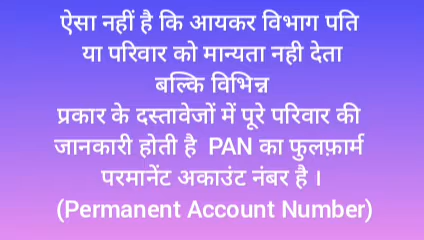 ऐसा नहीं है कि आयकर विभाग पति
या परिवार को मान्यता नही देता
बल्कि विभिन्न
प्रकार के दस्तावेजों में पूरे परिवार की
जानकारी होती है PAN का फुलफ़ार्म
परमानेंट अकाउंट नंबर है ।
(Permanent Account Number)